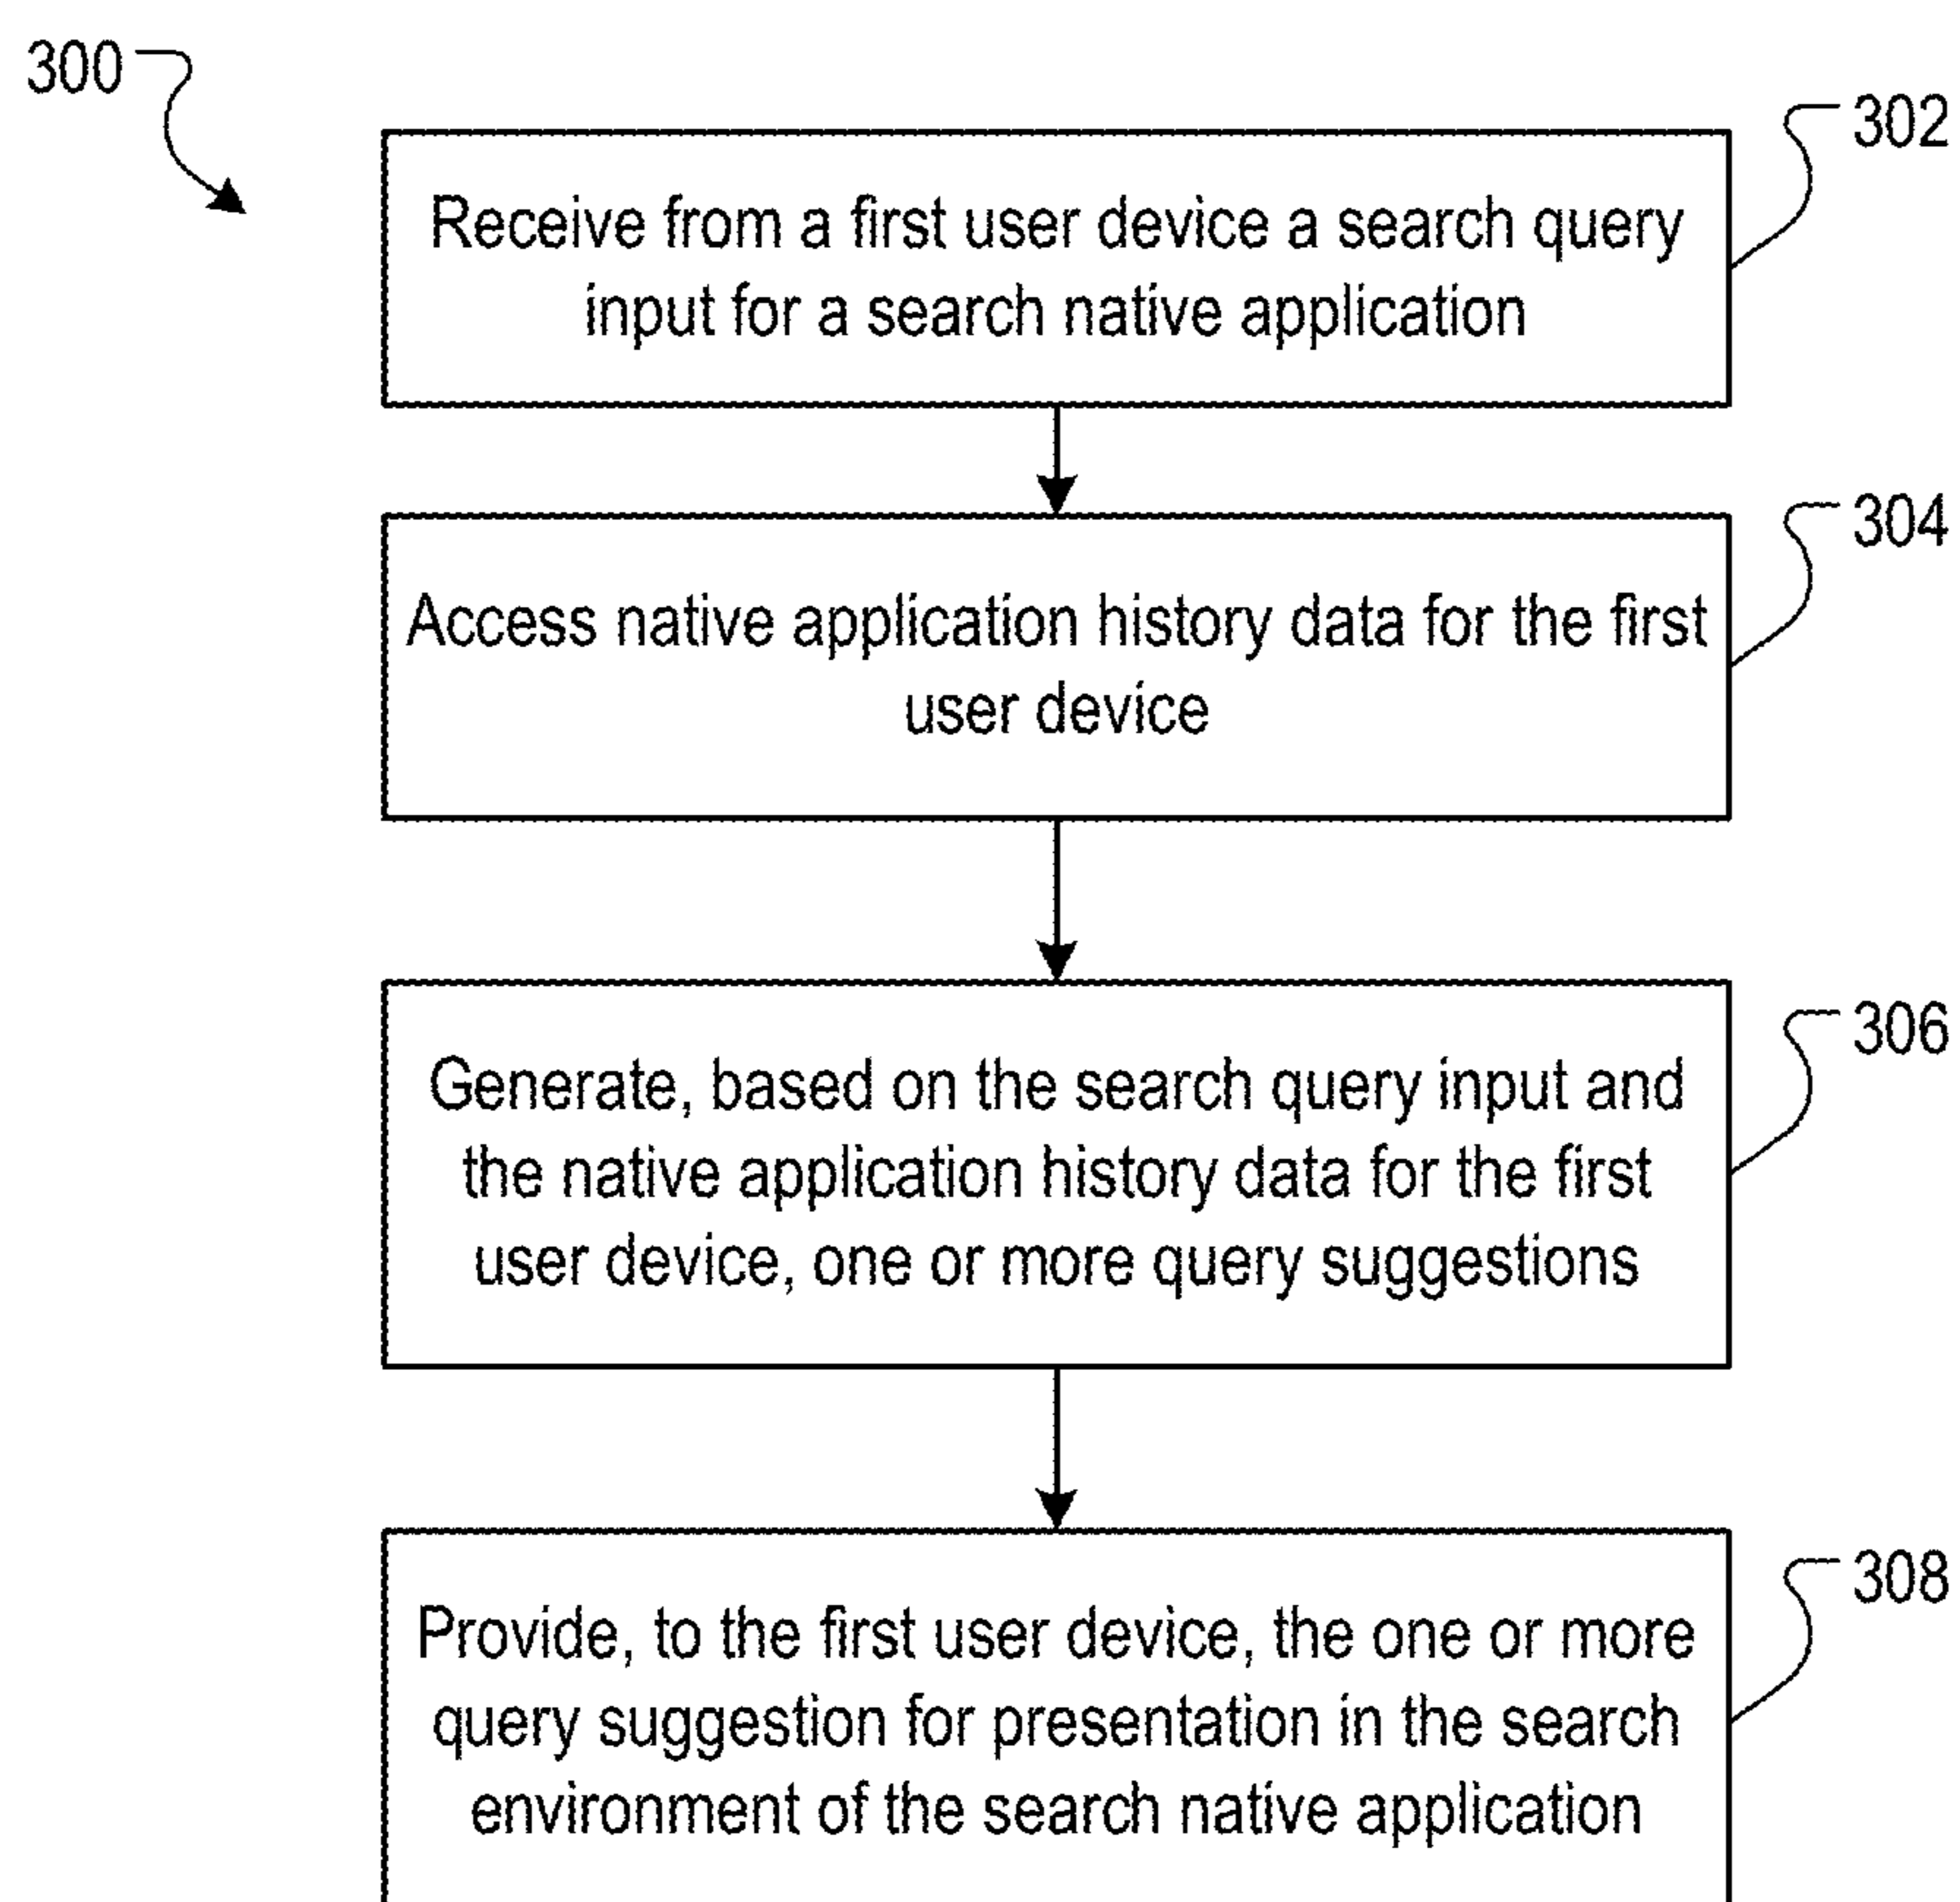 300
302
Receive from a first user device a search query
input for a search native application
304
Access native application history data for the first
user device
306
Generate, based on the search query input and
the native application history data for the first
user device, one or more query suggestions
308
Provide, to the first user device, the one or more
query suggestion for presentation in the search
environment of the search native application